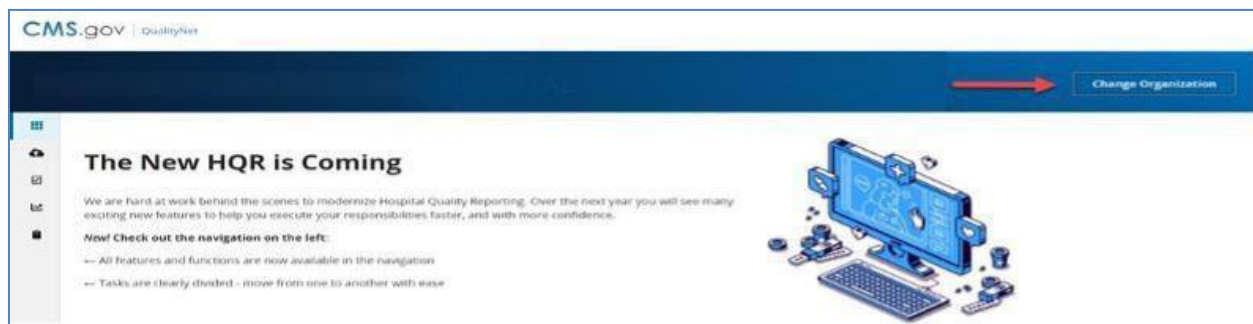 CMS.gov | QualityNet
Change Organization
The New HQR is Coming
We are hard at work behind the scenes to modernize Hospital Quality Reporting. Over the next year you will see many
exciting new features to help you execute your responsibilities faster, and with more confidence.
New! Check out the navigation on the left:
← All features and functions are now available in the navigation
← Tasks are clearly divided - move from one to another with ease